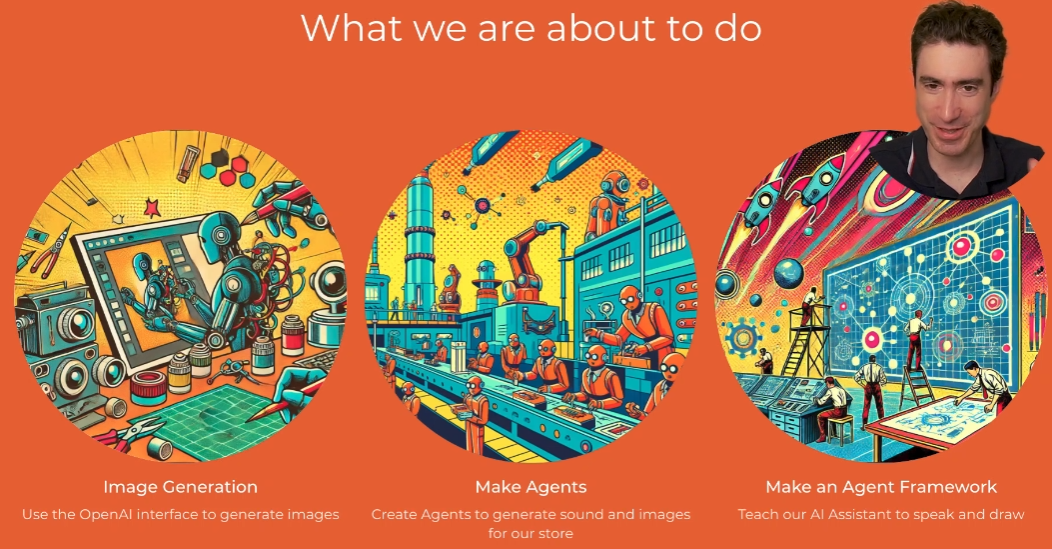 What we are about to do
Image Generation
Use the OpenAI interface to generate images
Make Agents
Create Agents to generate sound and images
for our store
Make an Agent Framework
Teach our AI Assistant to speak and draw